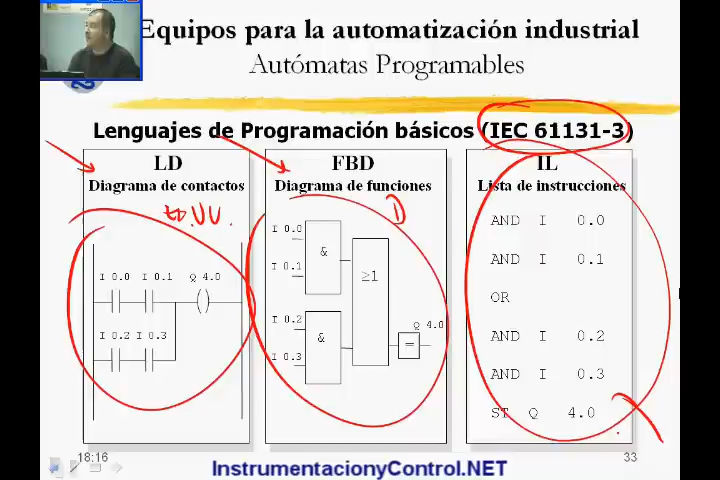 Equipos para la automatización industrial
Autómatas Programables
Lenguajes de Programación básicos (IEC 61131-3)
LD
Diagrama de contactos
I 0.0 I 0.1 Q 4.0
I 0.2 I 0.3
FBD
Diagrama de funciones
I 0.0
&
I 0.1
≥1
I 0.2
&
I 0.3
Q 4.0
=
IL
Lista de instrucciones
AND I 0.0
AND I 0.1
OR
AND I 0.2
AND I 0.3
ST Q 4.0
18:16
InstrumentacionyControl.NET
33